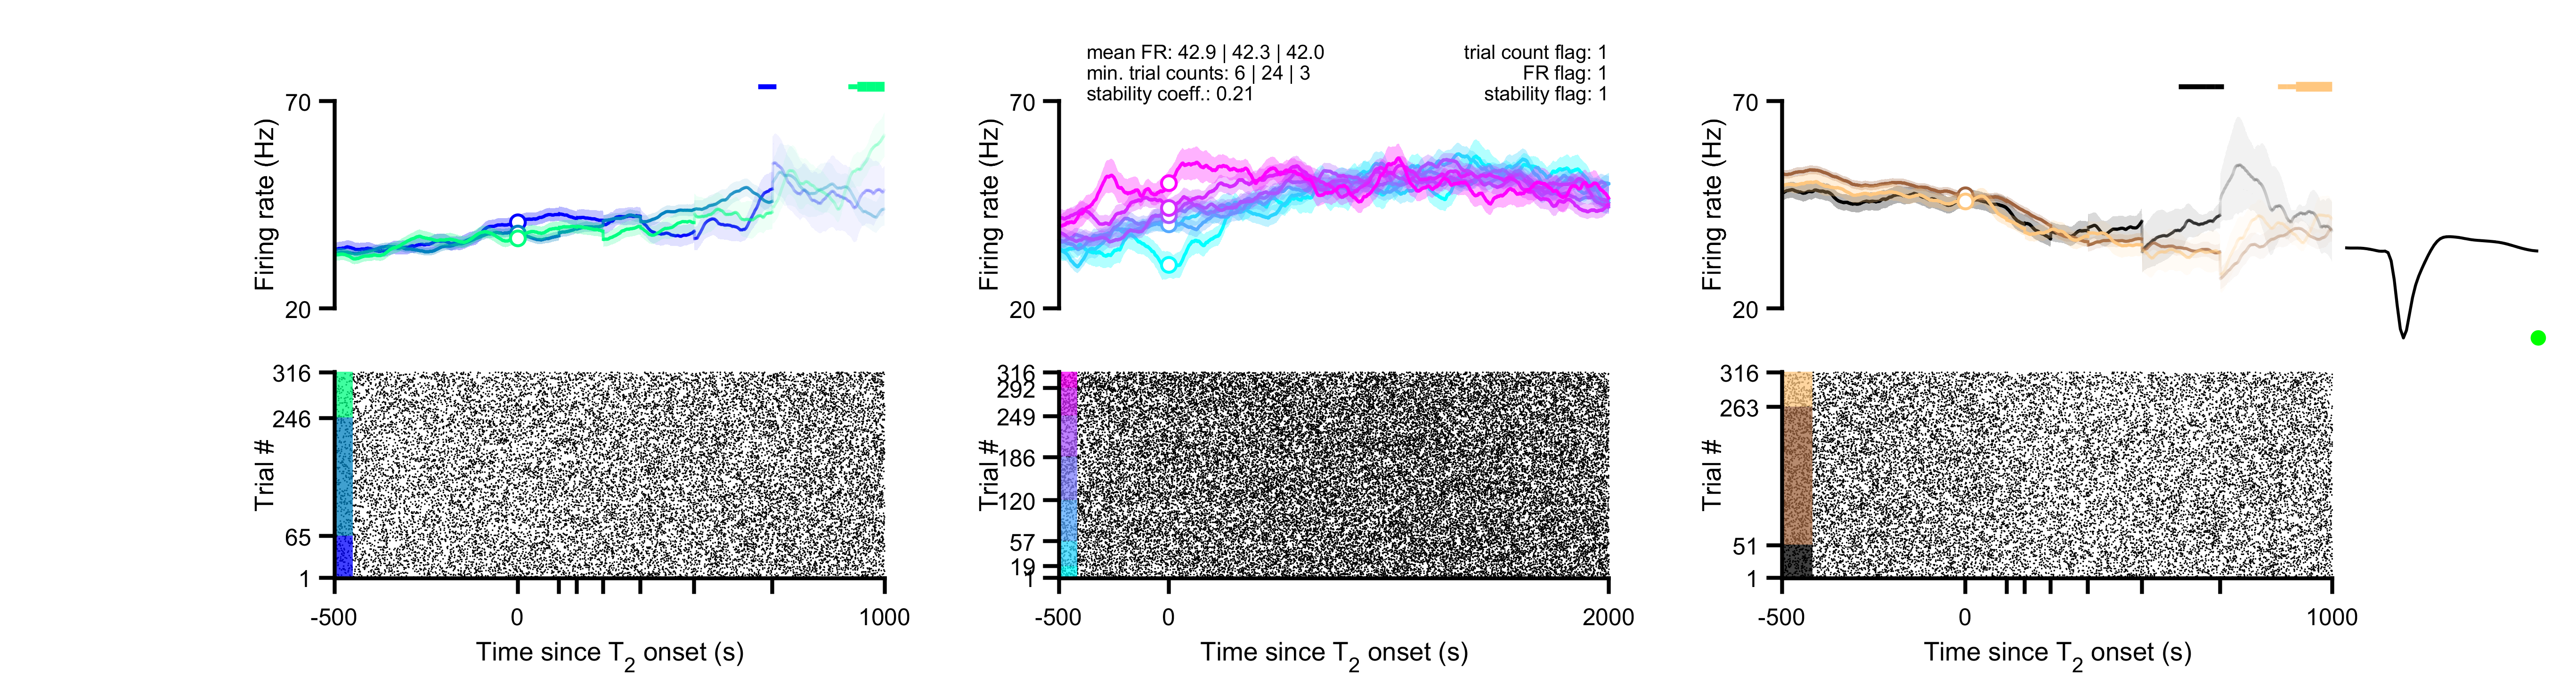 mean FR: 42.9 | 42.3 | 42.0
min. trial counts: 6 | 24 | 3
stability coeff.: 0.21
trial count flag: 1
FR flag: 1
stability flag: 1
70
20
Firing rate (Hz)
70
20
Firing rate (Hz)
70
20
Firing rate (Hz)
316
246
65
1
Trial #
-500
0
1000
Time since T2 onset (s)
316
292
249
186
120
57
19
1
Trial #
-500
0
2000
Time since T2 onset (s)
316
263
51
1
Trial #
-500
0
1000
Time since T2 onset (s)